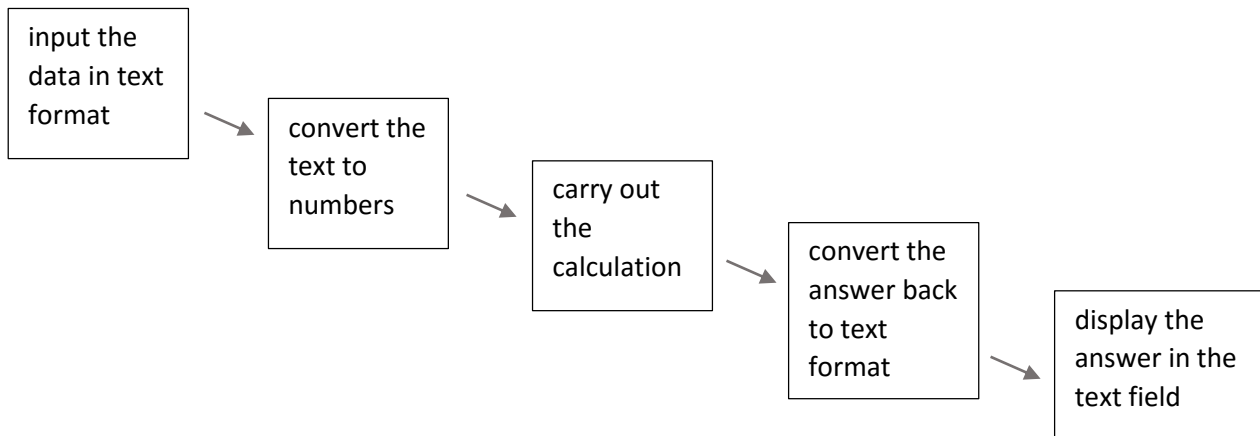 input the
data in text
format
convert the
text to
numbers
carry out
the
calculation
convert the
answer back
to text
format
display the
answer in the
text field